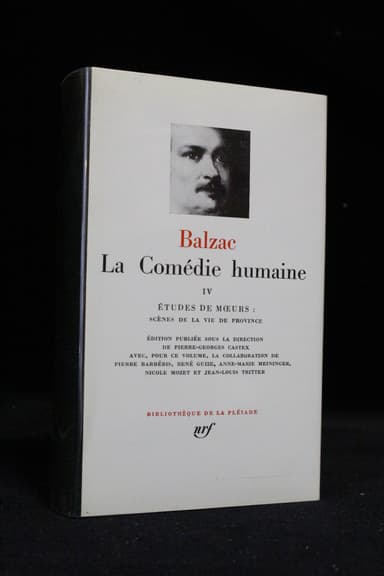 Balzac
La Comédie humaine
IV
ÉTUDES DE MŒURS :
SCÈNES DE LA VIE DE PROVINCE
ÉDITION PUBLIÉE SOUS LA DIRECTION
DE PIERRE-GEORGES CASTEX
AVEC, POUR CE VOLUME, LA COLLABORATION DE
PIERRE BARBÉRIS, RENÉ GUISE, ANNE-MARIE MEININGER,
NICOLE MOZET ET JEAN-LOUIS TRITTER
BIBLIOTHÈQUE DE LA PLÉIADE
nrf